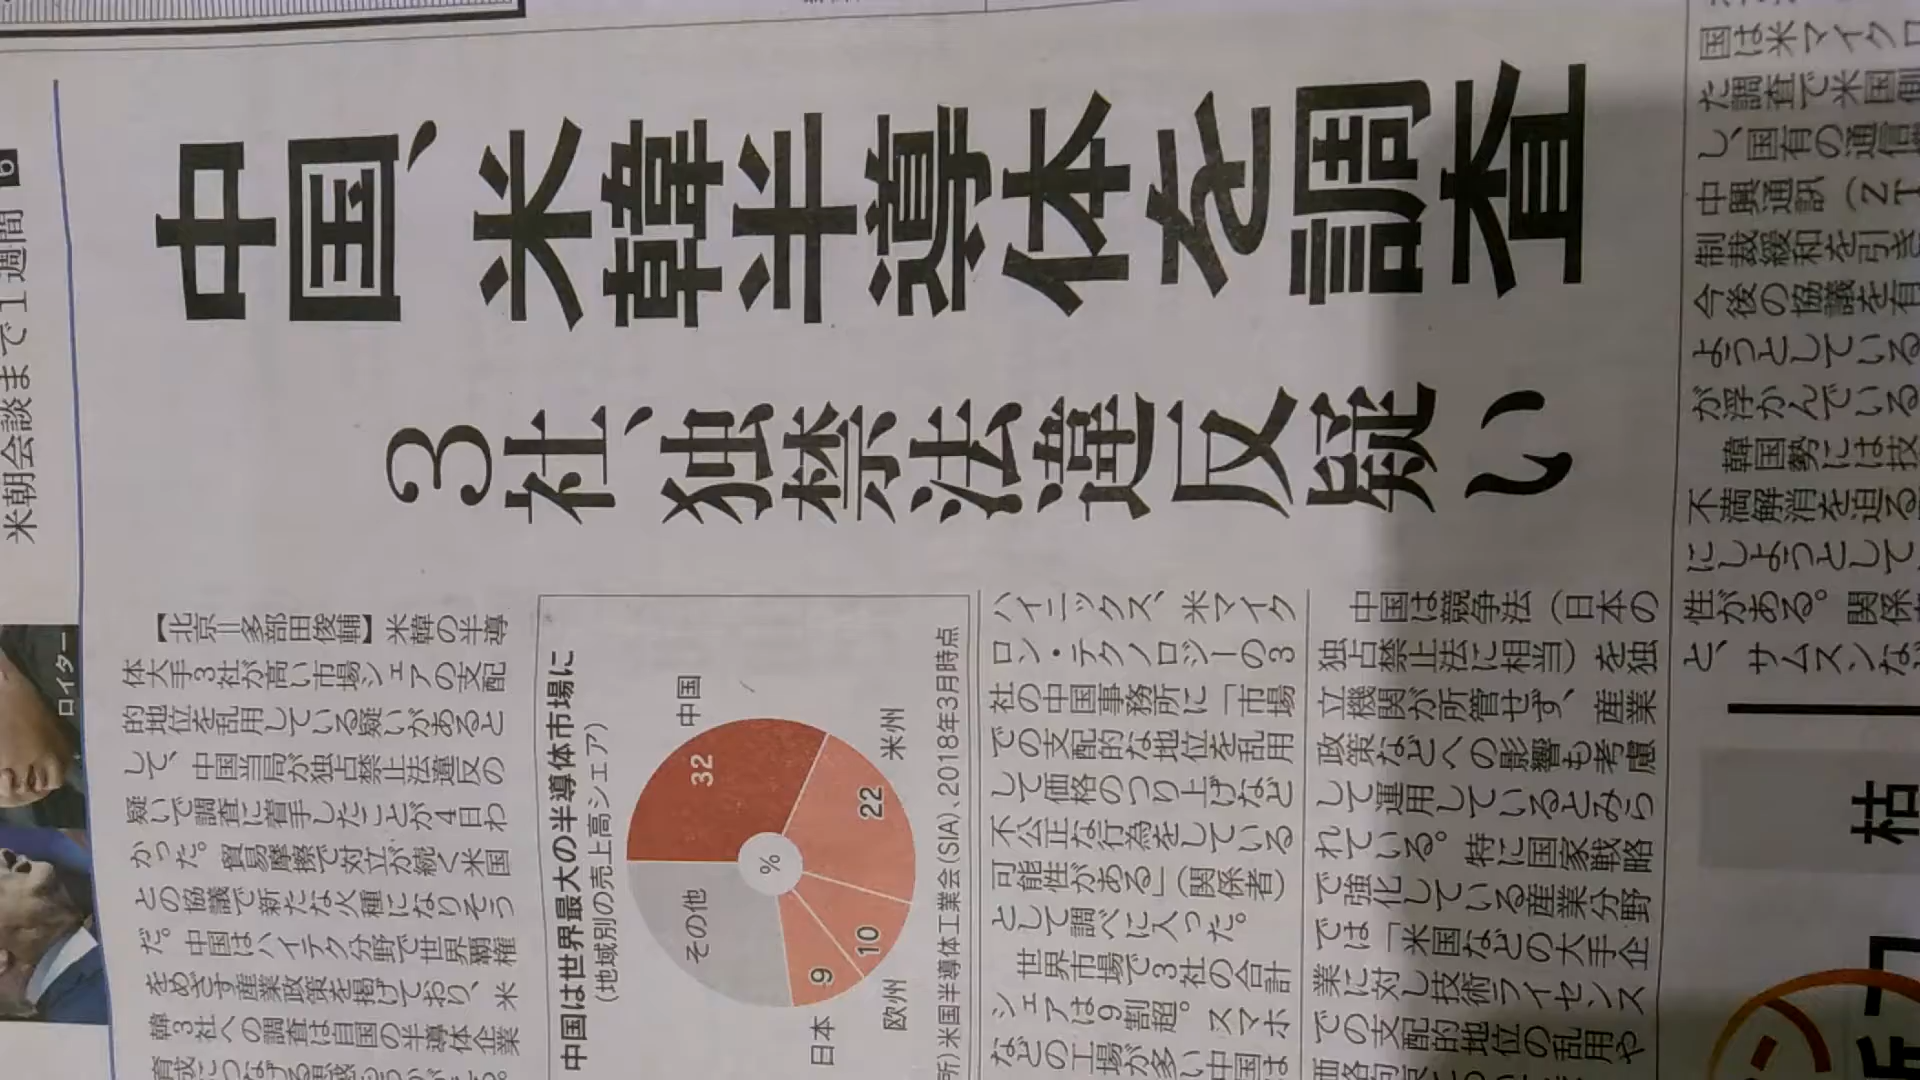 米朝会談まで1週間 6
ロイター
中国、米韓半導体を調査
3社、独禁法違反疑い
【北京＝多部田俊輔】米韓の半導
体大手3社が高い市場シェアの支配
的地位を乱用している疑いがあると
して、中国当局が独占禁止法違反の
疑いで調査に着手したことが4日わ
かった。貿易摩擦で対立が続く米国
との協議で新たな火種になりそう
だ。中国はハイテク分野で世界覇権
をめざす産業政策を掲げており、米
韓3社への調査は自国の半導体企業
中国は世界最大の半導体市場に
(地域別の売上高シェア)
中国
32
米州
22
欧州
10
日本
9
その他
%
所)米国半導体工業会(SIA)、2018年3月時点
ハイニックス、米マイク
ロン・テクノロジーの3
社の中国事務所に「市場
での支配的な地位を乱用
して価格のつり上げなど
不公正な行為をしている
可能性がある」(関係者)
として調べに入った。
世界市場で3社の合計
シェアは9割超。スマホ
などの工場が多い中国は
中国は競争法(日本の
独占禁止法に相当)を独
立機関が所管せず、産業
政策などへの影響も考慮
して運用しているとみら
れている。特に国家戦略
で強化している産業分野
では「米国などの大手企
業に対し技術ライセンス
での支配的地位の乱用や
国は米マイクロ
た調査で米国側
し、国有の通信機
中興通訊(ZT
制裁緩和を引き
今後の協議を有
ようとしている
が浮かんでいる
韓国勢には技
不満解消を迫る
にしようとして
性がある。関係
と、サムスンな
枯